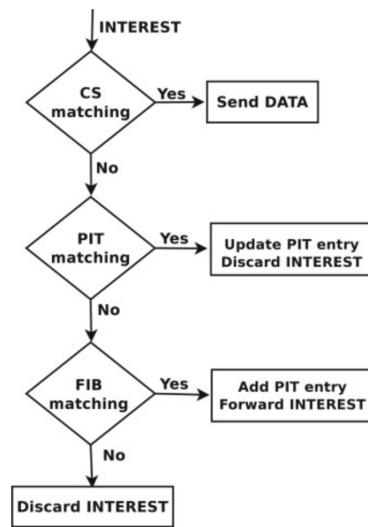 INTEREST
CS
matching
Yes
Send DATA
No
PIT
matching
Yes
Update PIT entry
Discard INTEREST
No
FIB
matching
Yes
Add PIT entry
Forward INTEREST
No
Discard INTEREST